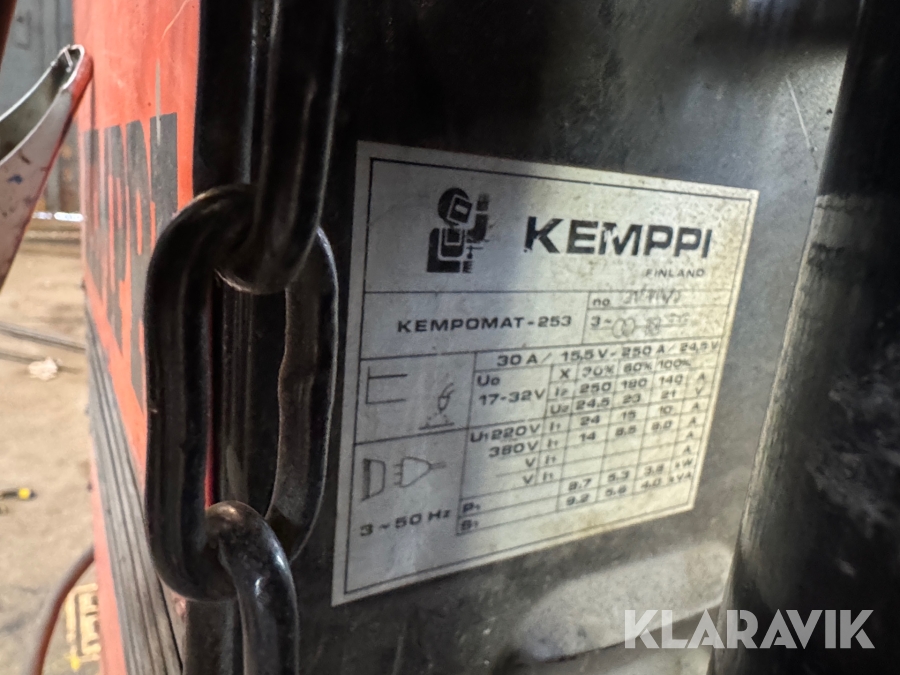 KEMPPI
FINLAND
KEMPOMAT-253
no
3~
30 A / 15,5 V - 250 A / 24,5 V
Uo X 30% 60% 100%
17-32V I2 250 180 140 A
U2 24.5 23 21 V
U1 220V I1 24 15 10 A
380V I1 14 8.5 6.0 A
V I1 A
V I1 A
3~50 Hz
P1 8.7 5.3 3.8 kW
S1 9.2 5.6 4.0 kVA
KLARAVIK